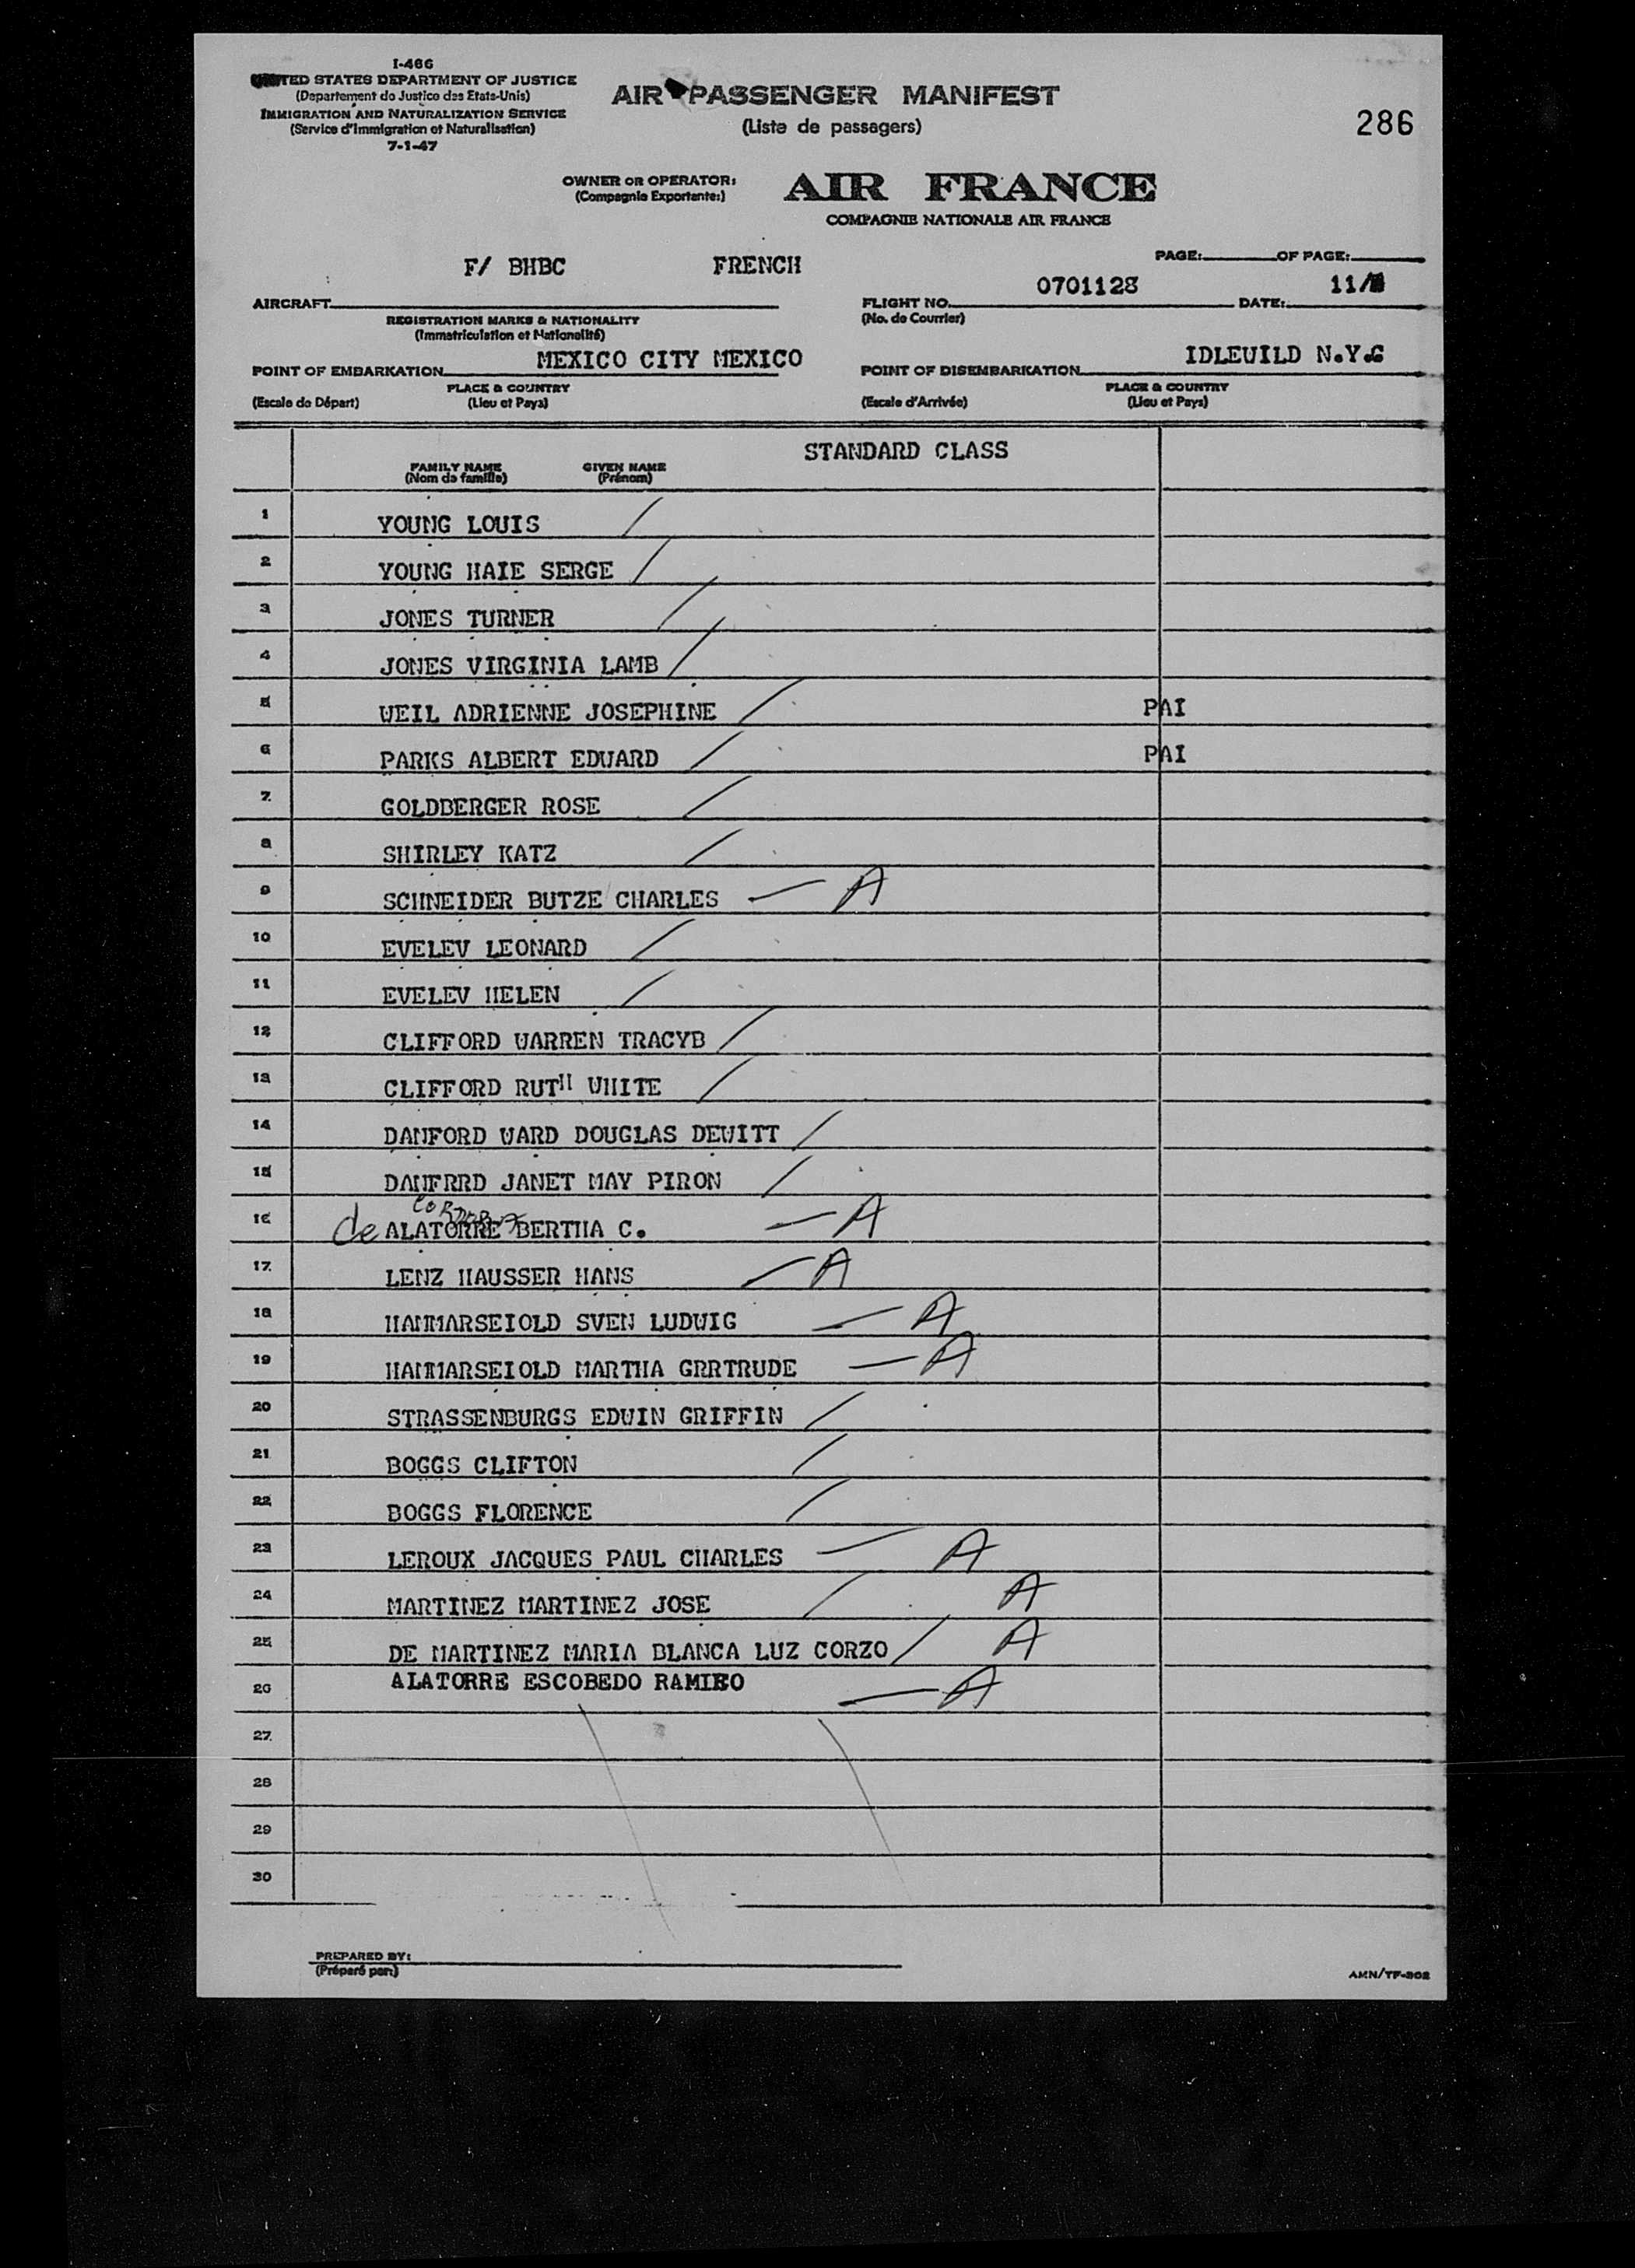 I-466
UNITED STATES DEPARTMENT OF JUSTICE
(Departement de Justice des Etats-Unis)
IMMIGRATION AND NATURALIZATION SERVICE
(Service d'Immigration et Naturalisation)
7-1-47
AIR PASSENGER MANIFEST
(Liste de passagers)
286
OWNER OR OPERATOR:
(Compagnie Exportente:)
AIR FRANCE
COMPAGNIE NATIONALE AIR FRANCE
F/ BHBC FRENCH
PAGE: OF PAGE:
0701128 11/
AIRCRAFT FLIGHT NO. DATE:
REGISTRATION MARKS & NATIONALITY (No. de Courrier)
(Immatriculation et Nationalité)
MEXICO CITY MEXICO IDLEWILD N.Y.C
POINT OF EMBARKATION POINT OF DISEMBARKATION
PLACE & COUNTRY PLACE & COUNTRY
(Escale de Départ) (Lieu et Pays) (Escale d'Arrivée) (Lieu et Pays)
STANDARD CLASS
FAMILY NAME GIVEN NAME
(Nom de famille) (Prénom)
1 YOUNG LOUIS /
2 YOUNG HAIE SERGE /
3 JONES TURNER /
4 JONES VIRGINIA LAMB /
5 WEIL ADRIENNE JOSEPHINE / PAI
6 PARKS ALBERT EDWARD / PAI
7 GOLDBERGER ROSE /
8 SHIRLEY KATZ /
9 SCHNEIDER BUTZE CHARLES — A
10 EVELEV LEONARD /
11 EVELEV HELEN /
12 CLIFFORD WARREN TRACYB /
13 CLIFFORD RUTH WHITE /
14 DANFORD WARD DOUGLAS DEWITT /
15 DANFRRD JANET MAY PIRON /
16 de ALATORRE BERTHA C. — A
17 LENZ HAUSSER HANS — A
18 HAMMARSEIOLD SVEN LUDWIG — A
19 HAMMARSEIOLD MARTHA GRRTRUDE — A
20 STRASSENBURGS EDWIN GRIFFIN /
21 BOGGS CLIFTON /
22 BOGGS FLORENCE /
23 LEROUX JACQUES PAUL CHARLES — A
24 MARTINEZ MARTINEZ JOSE / A
25 DE MARTINEZ MARIA BLANCA LUZ CORZO / A
26 ALATORRE ESCOBEDO RAMIRO — A
27
28
29
30
PREPARED BY:
(Préparé par:)
AMN/TF-302